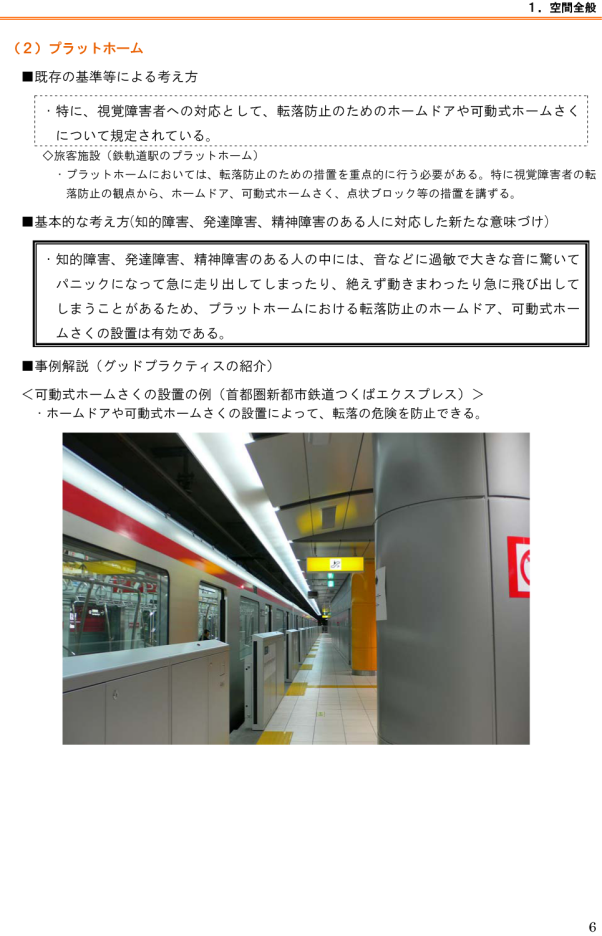 １．空間全般
（２）プラットホーム
■既存の基準等による考え方
・特に、視覚障害者への対応として、転落防止のためのホームドアや可動式ホームさく
について規定されている。
◇旅客施設（鉄軌道駅のプラットホーム）
・プラットホームにおいては、転落防止のための措置を重点的に行う必要がある。特に視覚障害者の転
落防止の観点から、ホームドア、可動式ホームさく、点状ブロック等の措置を講ずる。
■基本的な考え方(知的障害、発達障害、精神障害のある人に対応した新たな意味づけ）
・知的障害、発達障害、精神障害のある人の中には、音などに過敏で大きな音に驚いて
パニックになって急に走り出してしまったり、絶えず動きまわったり急に飛び出して
しまうことがあるため、プラットホームにおける転落防止のホームドア、可動式ホー
ムさくの設置は有効である。
■事例解説（グッドプラクティスの紹介）
＜可動式ホームさくの設置の例（首都圏新都市鉄道つくばエクスプレス）＞
・ホームドアや可動式ホームさくの設置によって、転落の危険を防止できる。
6